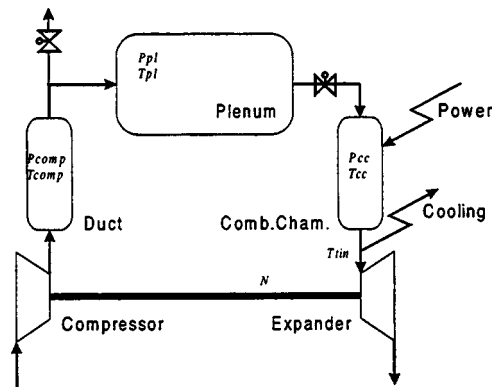 Ppl
Tpl
Plenum
Power
Pcomp
Tcomp
Pcc
Tcc
Duct
Comb.Cham.
Cooling
Ttin
N
Compressor
Expander